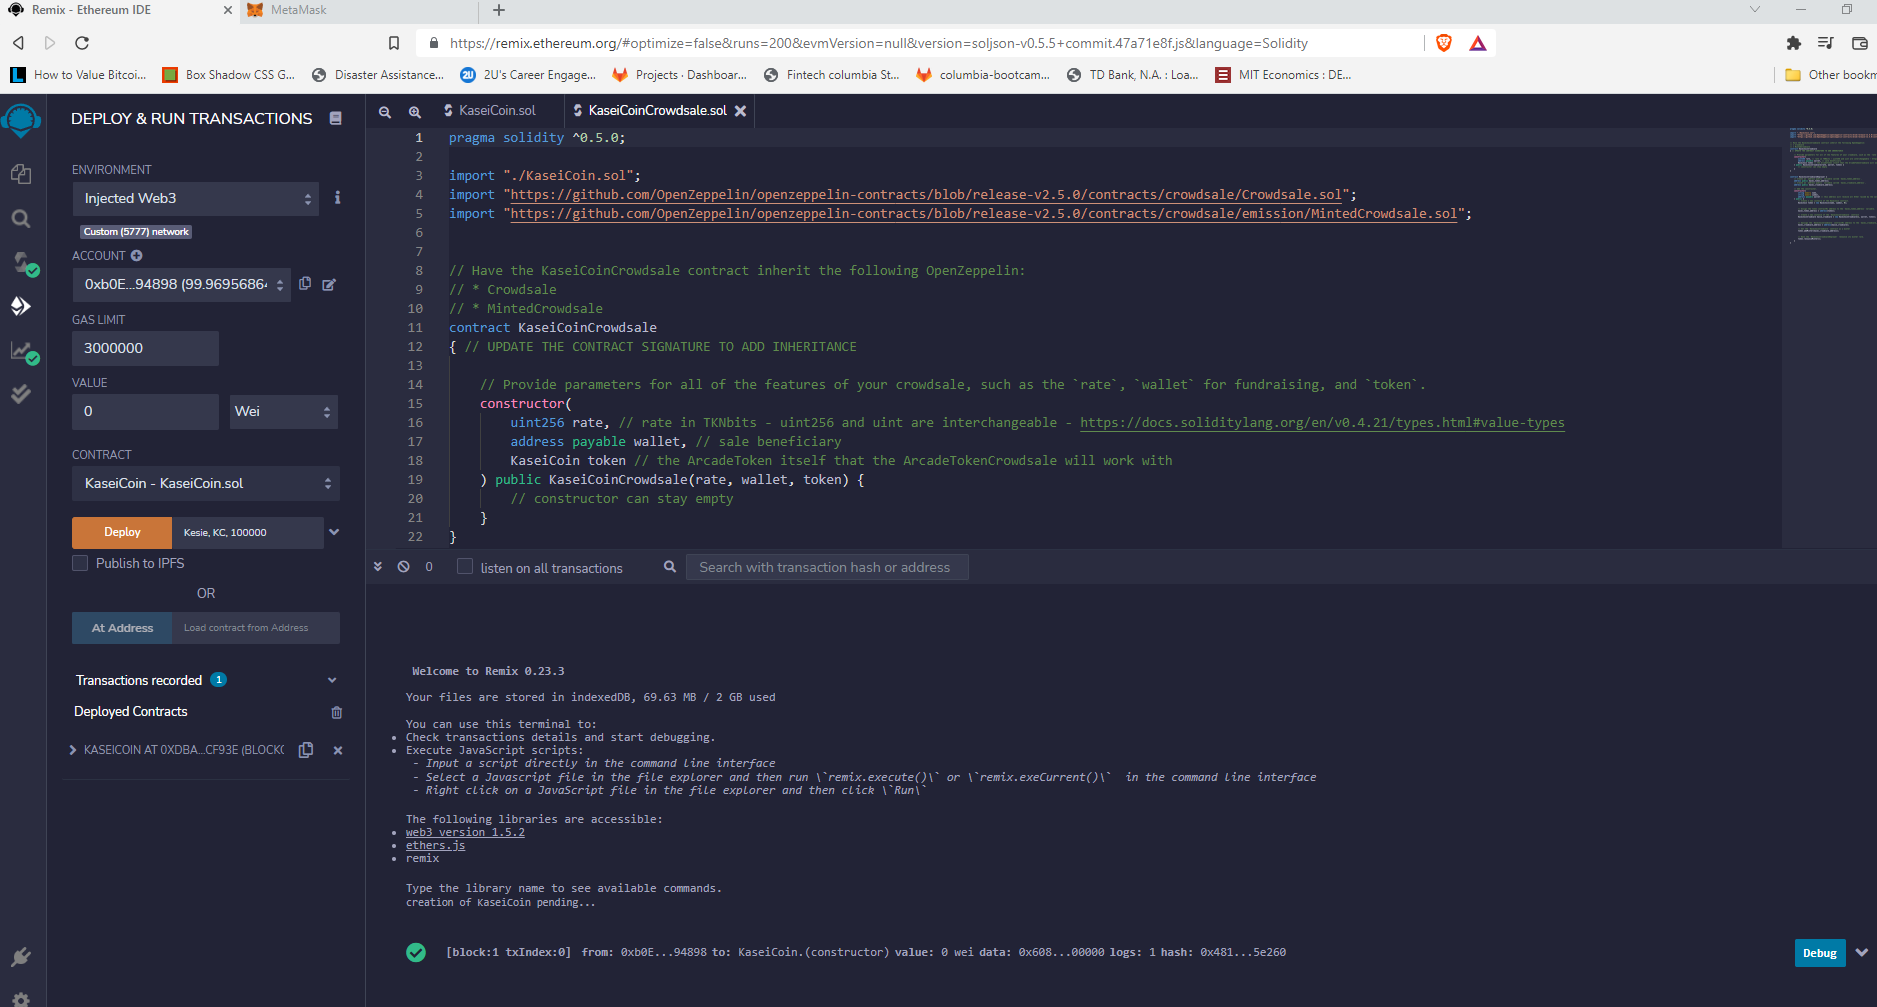 Remix - Ethereum IDE
MetaMask
https://remix.ethereum.org/#optimize=false&runs=200&evmVersion=null&version=soljson-v0.5.5+commit.47a71e8f.js&language=Solidity
How to Value Bitcoi...
Box Shadow CSS G...
Disaster Assistance...
2U
2U's Career Engage...
Projects · Dashboar...
Fintech columbia St...
columbia-bootcam...
TD Bank, N.A. : Loa...
MIT Economics : DE...
Other bookm
DEPLOY & RUN TRANSACTIONS
ENVIRONMENT
Injected Web3
Custom (5777) network
ACCOUNT
0xb0E...94898 (99.9695686
GAS LIMIT
3000000
VALUE
0
Wei
CONTRACT
KaseiCoin - KaseiCoin.sol
Deploy
Kesie, KC, 100000
Publish to IPFS
OR
At Address
Load contract from Address
Transactions recorded 1
Deployed Contracts
KASEICOIN AT 0XDBA...CF93E (BLOCKC
KaseiCoin.sol
KaseiCoinCrowdsale.sol
1 pragma solidity ^0.5.0;
2
3 import "./KaseiCoin.sol";
4 import "https://github.com/OpenZeppelin/openzeppelin-contracts/blob/release-v2.5.0/contracts/crowdsale/Crowdsale.sol";
5 import "https://github.com/OpenZeppelin/openzeppelin-contracts/blob/release-v2.5.0/contracts/crowdsale/emission/MintedCrowdsale.sol";
6
7
8 // Have the KaseiCoinCrowdsale contract inherit the following OpenZeppelin:
9 // * Crowdsale
10 // * MintedCrowdsale
11 contract KaseiCoinCrowdsale
12 { // UPDATE THE CONTRACT SIGNATURE TO ADD INHERITANCE
13
14 // Provide parameters for all of the features of your crowdsale, such as the `rate`, `wallet` for fundraising, and `token`.
15 constructor(
16 uint256 rate, // rate in TKNbits - uint256 and uint are interchangeable - https://docs.soliditylang.org/en/v0.4.21/types.html#value-types
17 address payable wallet, // sale beneficiary
18 KaseiCoin token // the ArcadeToken itself that the ArcadeTokenCrowdsale will work with
19 ) public KaseiCoinCrowdsale(rate, wallet, token) {
20 // constructor can stay empty
21 }
22 }
0
listen on all transactions
Search with transaction hash or address
Welcome to Remix 0.23.3
Your files are stored in indexedDB, 69.63 MB / 2 GB used
You can use this terminal to:
• Check transactions details and start debugging.
• Execute JavaScript scripts:
- Input a script directly in the command line interface
- Select a Javascript file in the file explorer and then run \`remix.execute()\` or \`remix.exeCurrent()\` in the command line interface
- Right click on a JavaScript file in the file explorer and then click \`Run\`
The following libraries are accessible:
• web3 version 1.5.2
• ethers.js
• remix
Type the library name to see available commands.
creation of KaseiCoin pending...
[block:1 txIndex:0] from: 0xb0E...94898 to: KaseiCoin.(constructor) value: 0 wei data: 0x608...00000 logs: 1 hash: 0x481...5e260
Debug